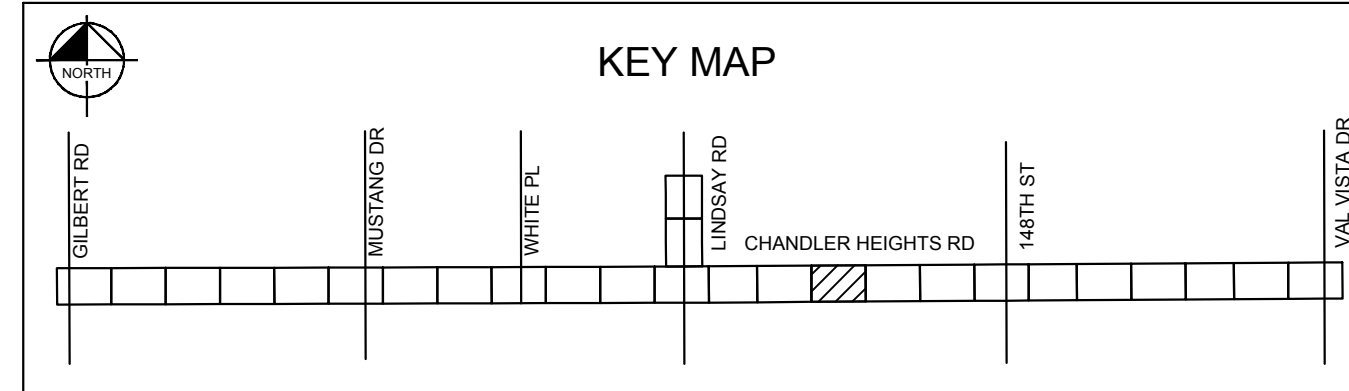 KEY MAP
NORTH
GILBERT RD
MUSTANG DR
WHITE PL
LINDSAY RD
CHANDLER HEIGHTS RD
148TH ST
VAL VISTA DR